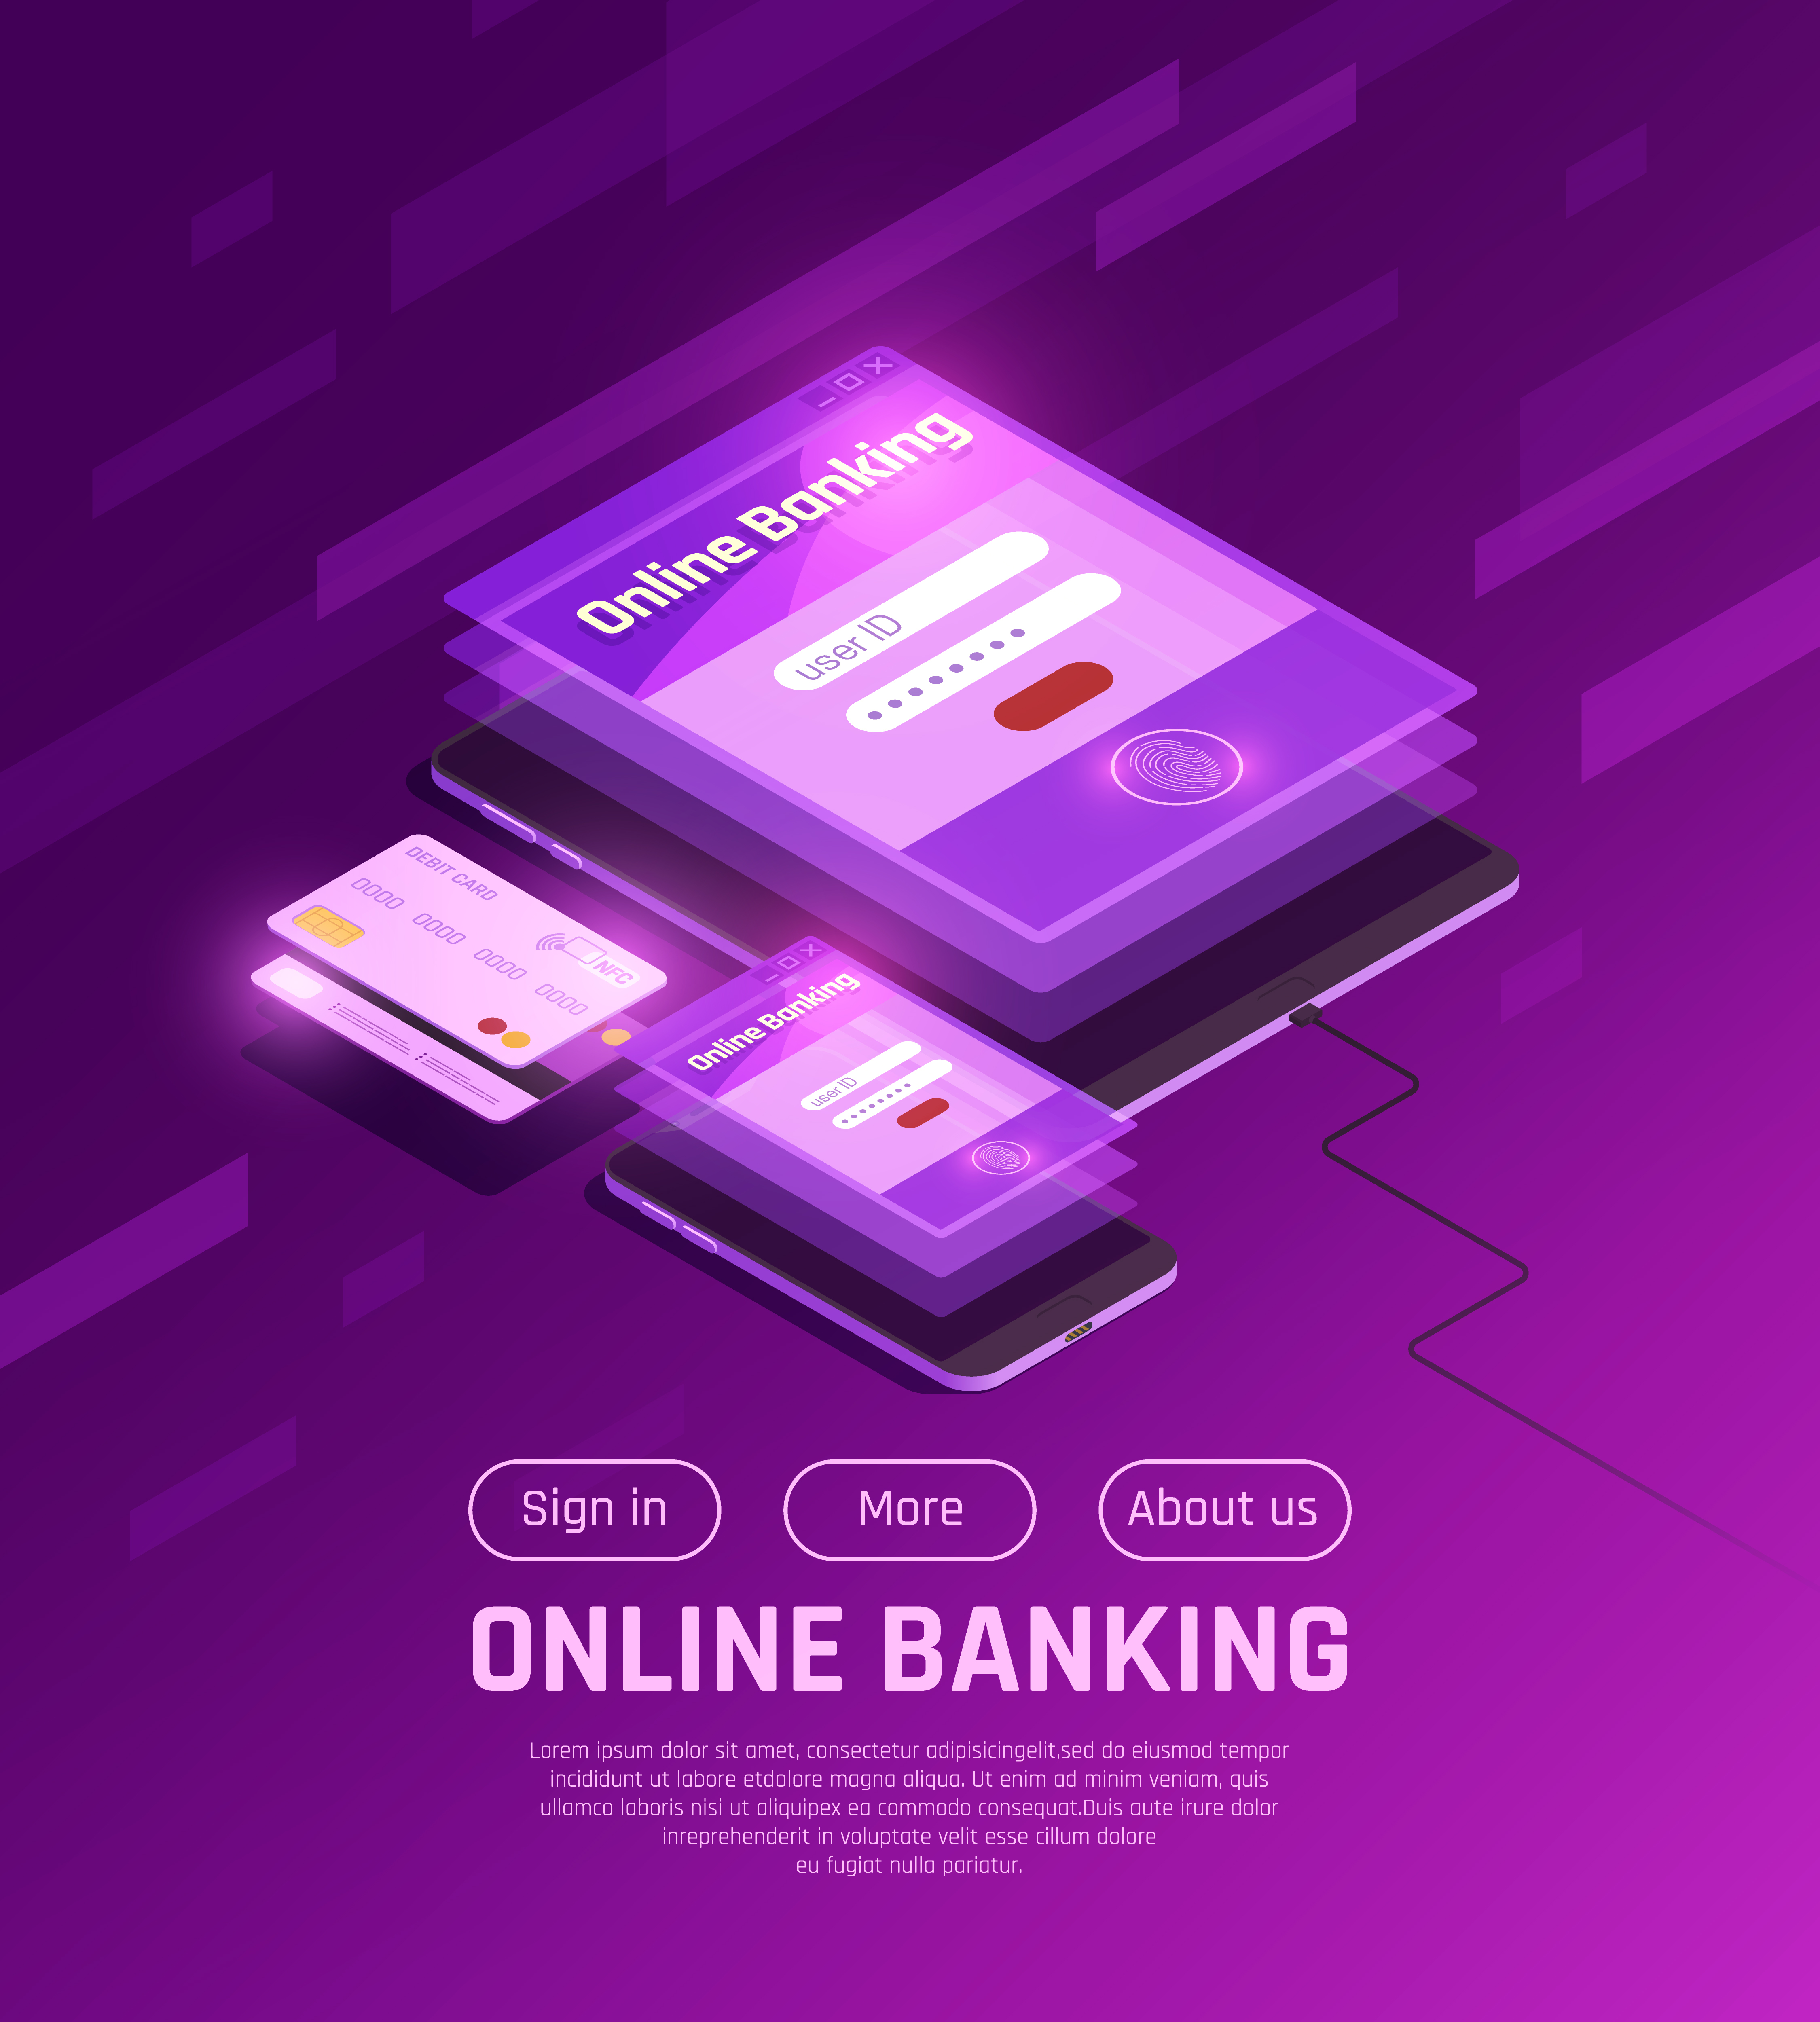 Online Banking
user ID
DEBIT CARD
0000 0000 0000 0000
NFC
Online Banking
user ID
Sign in
More
About us
ONLINE BANKING
Lorem ipsum dolor sit amet, consectetur adipisicingelit,sed do eiusmod tempor
incididunt ut labore etdolore magna aliqua. Ut enim ad minim veniam, quis
ullamco laboris nisi ut aliquipex ea commodo consequat.Duis aute irure dolor
inreprehenderit in voluptate velit esse cillum dolore
eu fugiat nulla pariatur.